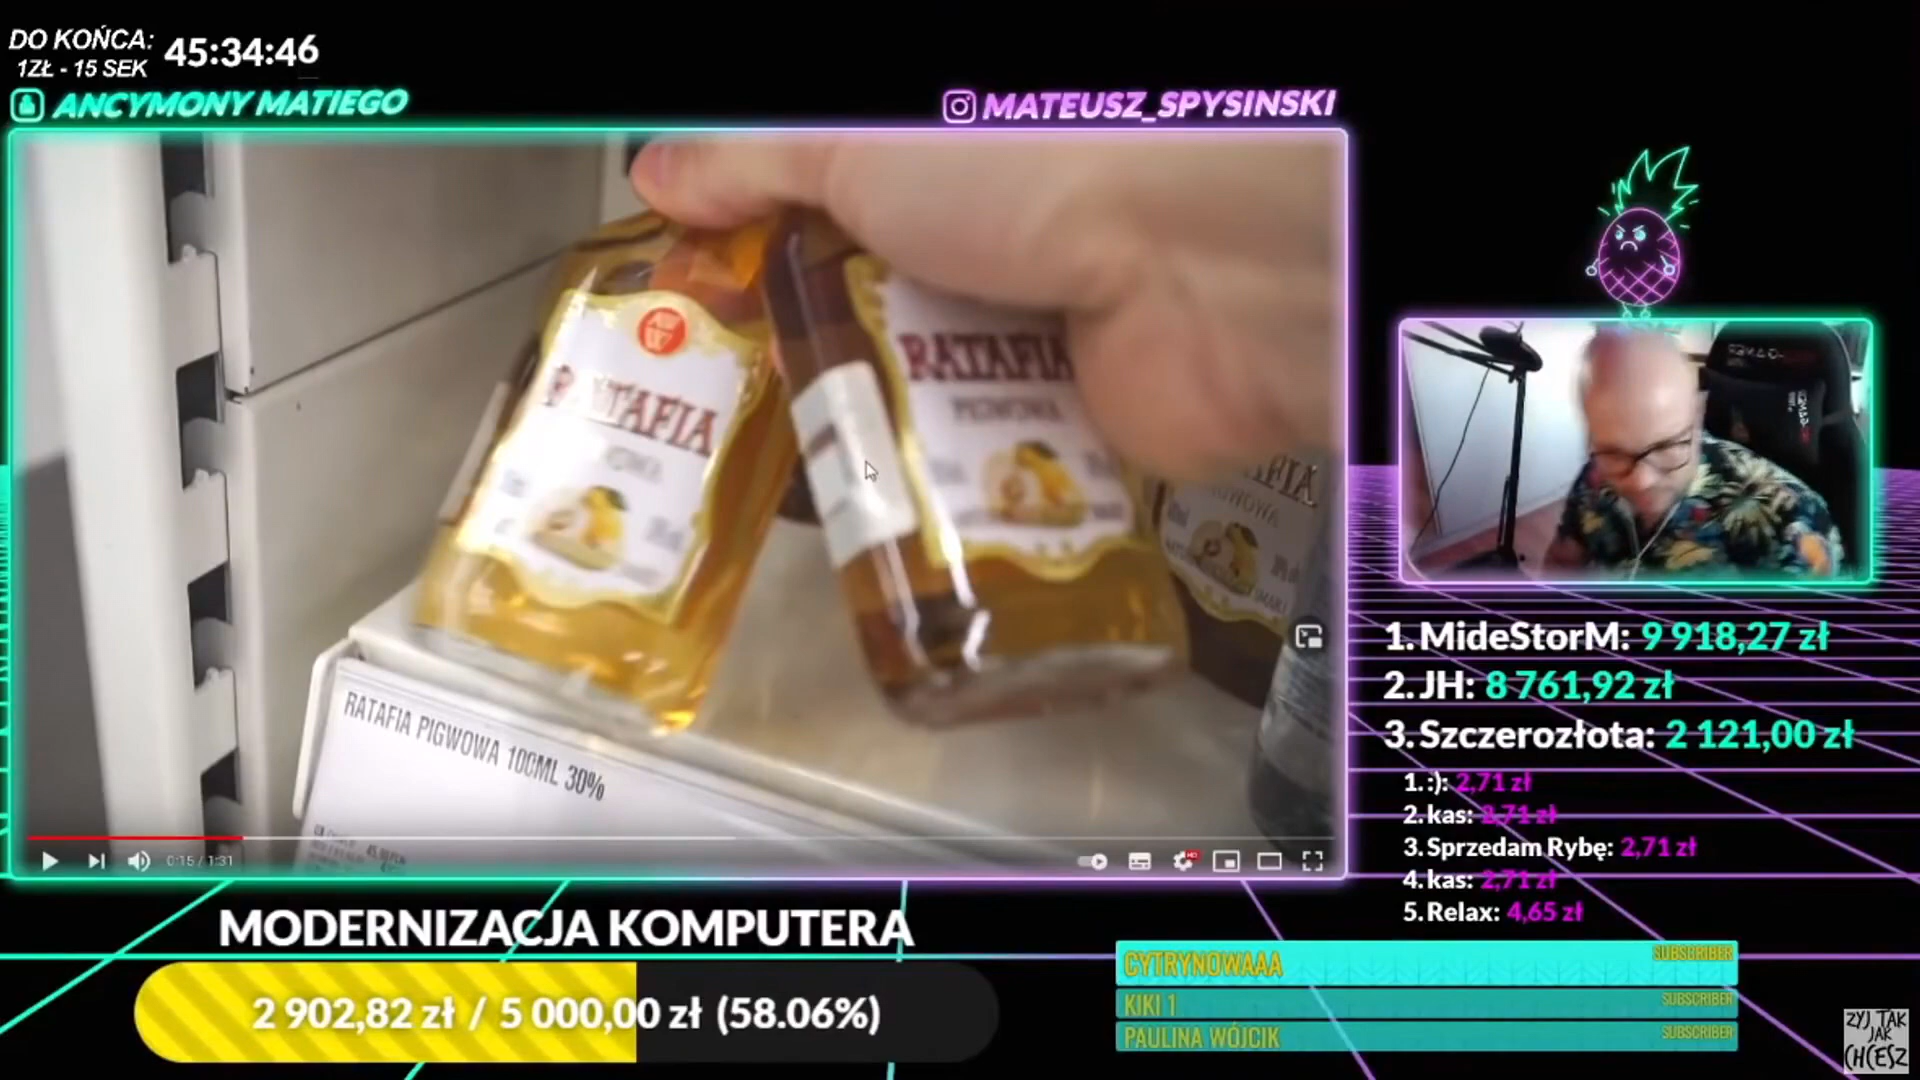 DO KOŃCA:
1ZŁ - 15 SEK
45:34:46
ANCYMONY MATIEGO
MATEUSZ_SPYSINSKI
RATAFIA
RATAFIA
PIGWOWA
RATAFIA PIGWOWA 100ML 30%
0:15 / 1:31
1. MideStorM: 9 918,27 zł
2. JH: 8 761,92 zł
3. Szczerozłota: 2 121,00 zł
1. :): 2,71 zł
2. kas: 2,71 zł
3. Sprzedam Rybę: 2,71 zł
4. kas: 2,71 zł
5. Relax: 4,65 zł
MODERNIZACJA KOMPUTERA
2 902,82 zł / 5 000,00 zł (58.06%)
CYTRYNOWAAA SUBSCRIBER
KIKI 1 SUBSCRIBER
PAULINA WÓJCIK SUBSCRIBER
ŻYJ TAK
JAK
CHCESZ